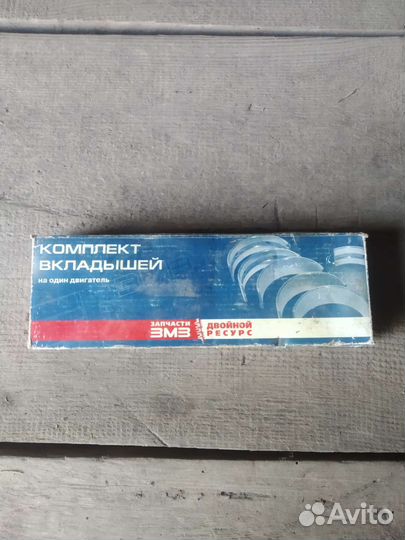 КОМПЛЕКТ
ВКЛАДЫШЕЙ
на один двигатель
ЗАПЧАСТИ
ЗМЗ
ДВОЙНОЙ
РЕСУРС
Avito